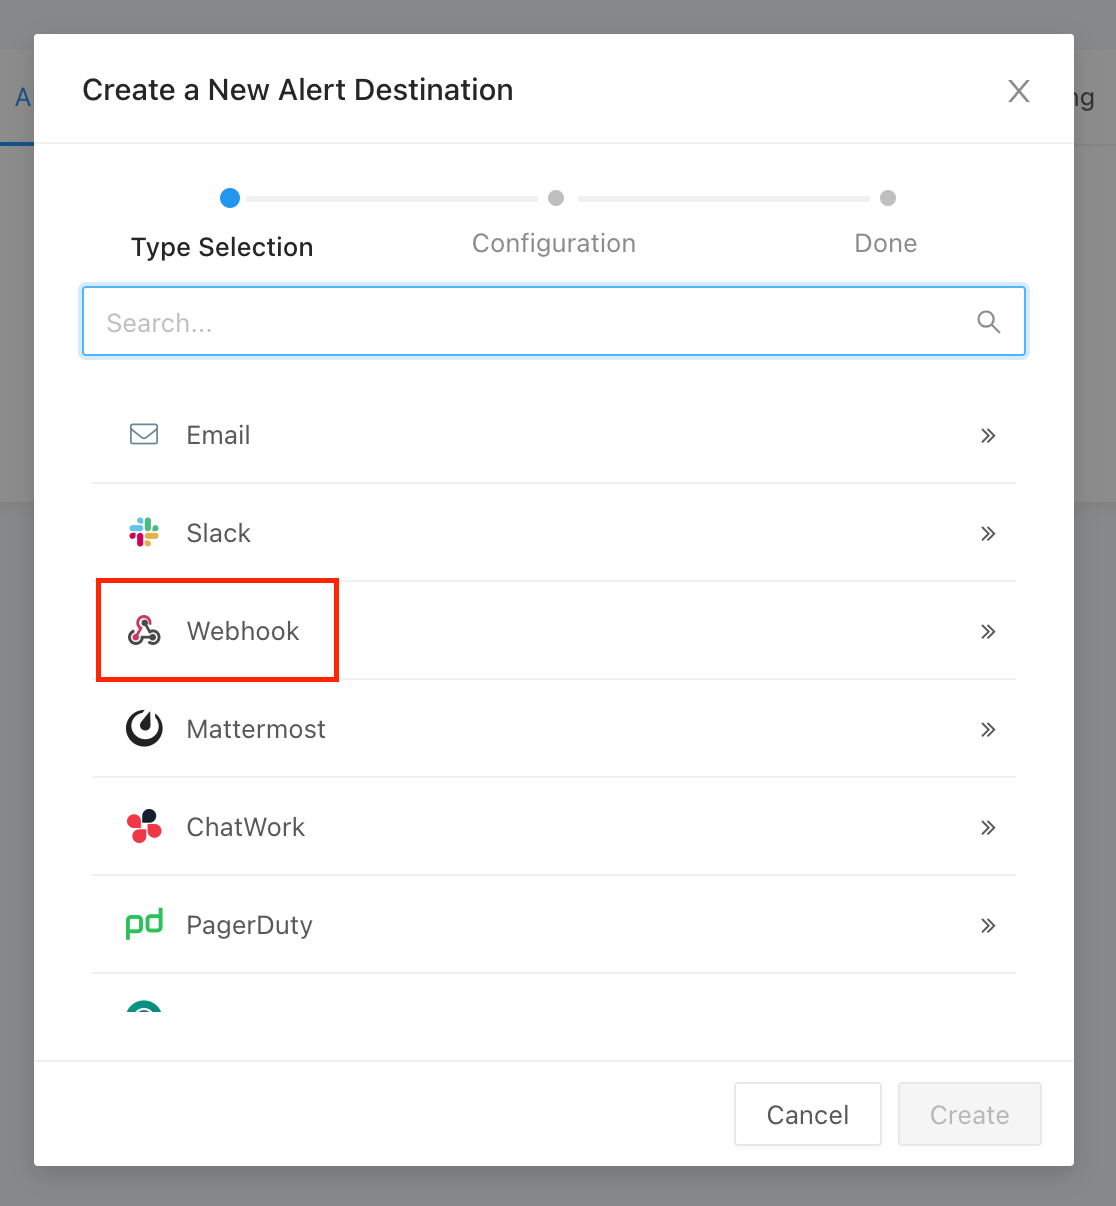 Create a New Alert Destination
X
A
ng
Type Selection
Configuration
Done
Search...
Email
Slack
Webhook
Mattermost
ChatWork
pd
PagerDuty
Cancel
Create